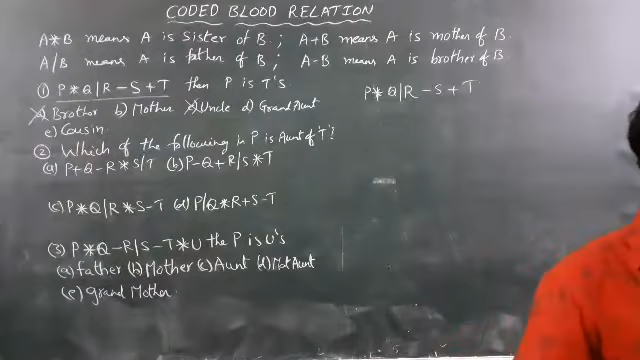 CODED BLOOD RELATION
A*B means A is sister of B ; A+B means A is mother of B.
A/B means A is father of B ; A-B means A is brother of B
① P*Q/R-S+T then P is T'S
a) Brother b) Mother c) Uncle d) Grand Aunt
e) Cousin
P*Q/R-S+T
② Which of the following in P is Aunt of 'T'?
(a) P+Q-R*S/T (b) P-Q+R/S*T
(c) P*Q/R*S-T (d) P/Q*R+S-T
(3) P*Q-R/S-T*U the P is U's
(a) father (b) Mother (c) Aunt (d) Not Aunt
(e) grand Mother